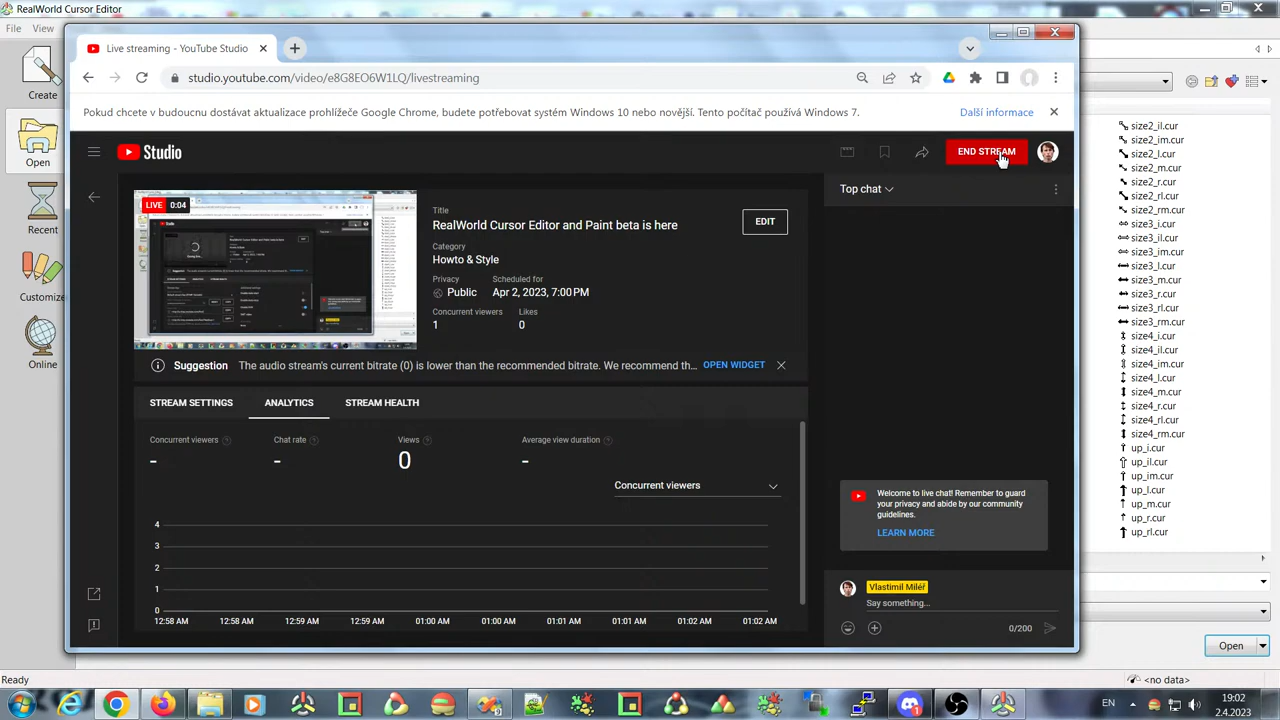 RealWorld Cursor Editor
File View
Live streaming - YouTube Studio
studio.youtube.com/video/e8G8EO6W1LQ/livestreaming
Pokud chcete v budoucnu dostávat aktualizace prohlížeče Google Chrome, budete potřebovat systém Windows 10 nebo novější. Tento počítač používá Windows 7.
Další informace
Create
Open
Recent
Customize
Online
Studio
END STREAM
LIVE 0:04
Title
RealWorld Cursor Editor and Paint beta is here
EDIT
Category
Howto & Style
Privacy
Public
Scheduled for
Apr 2, 2023, 7:00 PM
Concurrent viewers
1
Likes
0
Suggestion The audio stream's current bitrate (0) is lower than the recommended bitrate. We recommend th...
OPEN WIDGET
STREAM SETTINGS ANALYTICS STREAM HEALTH
Concurrent viewers
-
Chat rate
-
Views
0
Average view duration
-
Concurrent viewers
4
3
2
1
0
12:58 AM 12:58 AM 12:59 AM 12:59 AM 01:00 AM 01:00 AM 01:01 AM 01:01 AM 01:02 AM 01:02 AM
Top chat
Welcome to live chat! Remember to guard
your privacy and abide by our community
guidelines.
LEARN MORE
Vlastimil Miléř
Say something...
0/200
size2_il.cur
size2_im.cur
size2_l.cur
size2_m.cur
size2_r.cur
size2_rl.cur
size2_rm.cur
size3_i.cur
size3_il.cur
size3_im.cur
size3_l.cur
size3_m.cur
size3_r.cur
size3_rl.cur
size3_rm.cur
size4_i.cur
size4_il.cur
size4_im.cur
size4_l.cur
size4_m.cur
size4_r.cur
size4_rl.cur
size4_rm.cur
up_i.cur
up_il.cur
up_im.cur
up_l.cur
up_m.cur
up_r.cur
up_rl.cur
Open
Ready
<no data>
EN
19:02
2.4.2023